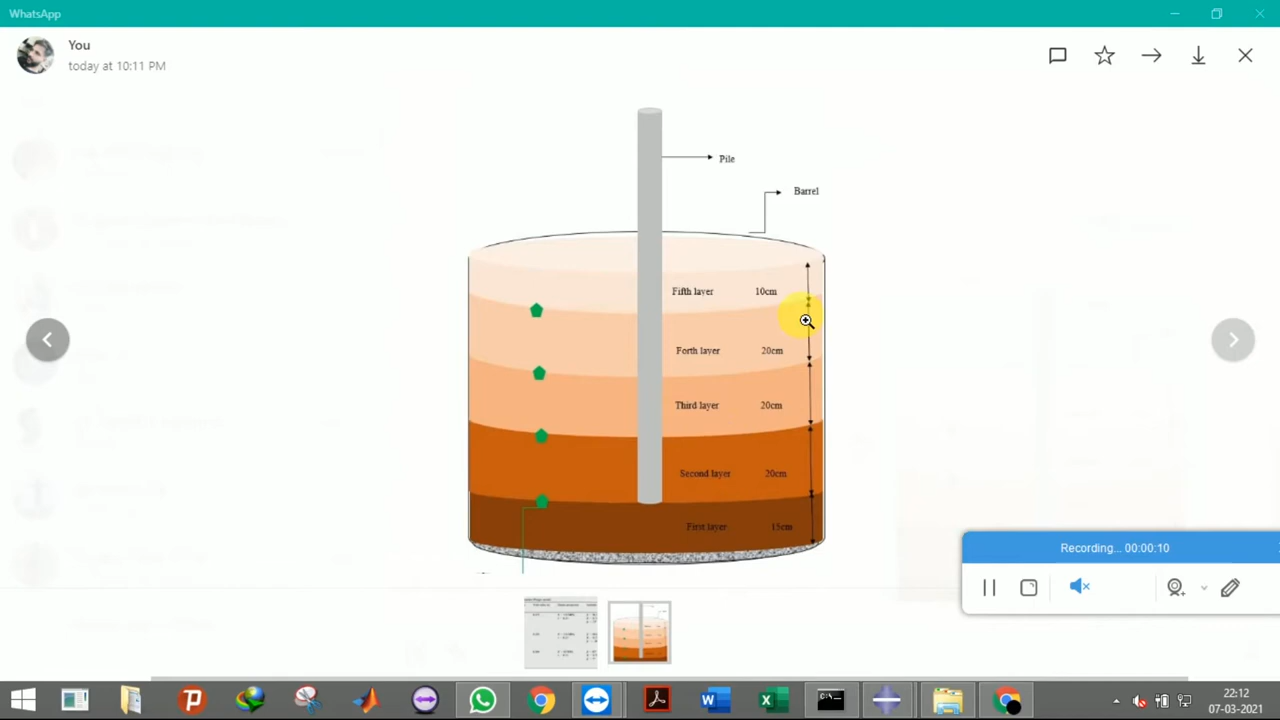 WhatsApp
You
today at 10:11 PM
Pile
Barrel
Fifth layer 10cm
Forth layer 20cm
Third layer 20cm
Second layer 20cm
First layer 15cm
Recording... 00:00:10
22:12
07-03-2021